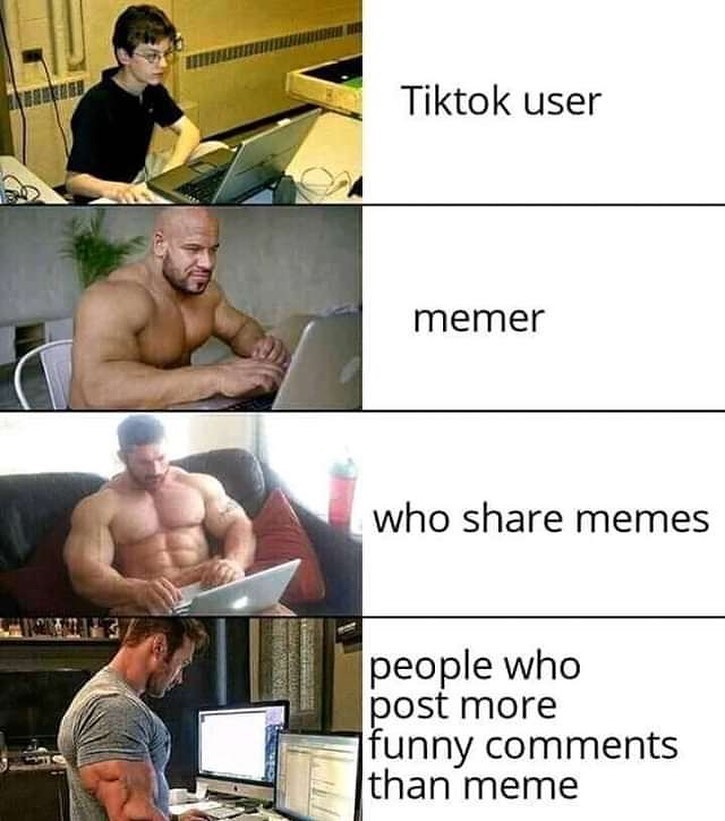 Tiktok user
memer
who share memes
people who
post more
funny comments
than meme